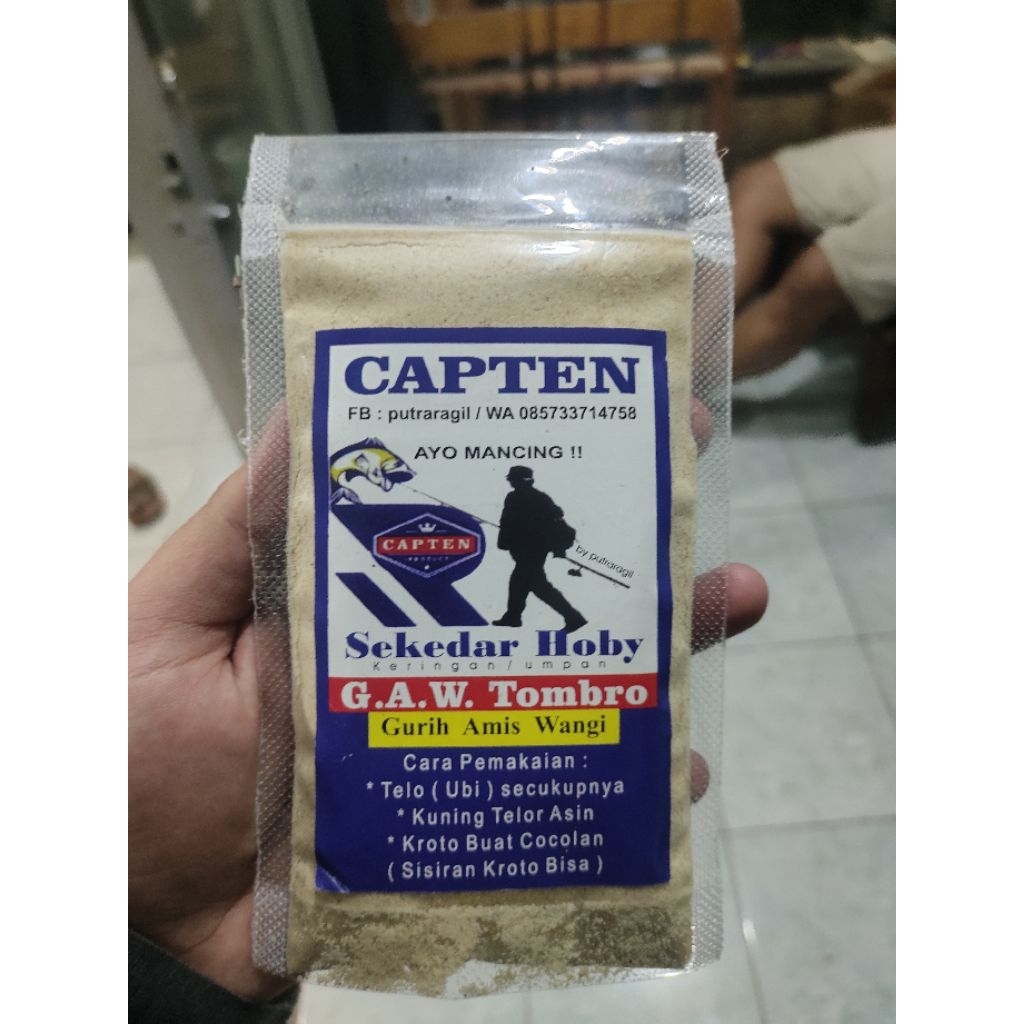 CAPTEN
FB : putraragil / WA 085733714758
AYO MANCING !!
CAPTEN
PRODUCT
by putraragil
Sekedar Hoby
Keringan / umpan
G.A.W. Tombro
Gurih Amis Wangi
Cara Pemakaian :
* Telo ( Ubi ) secukupnya
* Kuning Telor Asin
* Kroto Buat Cocolan
( Sisiran Kroto Bisa )